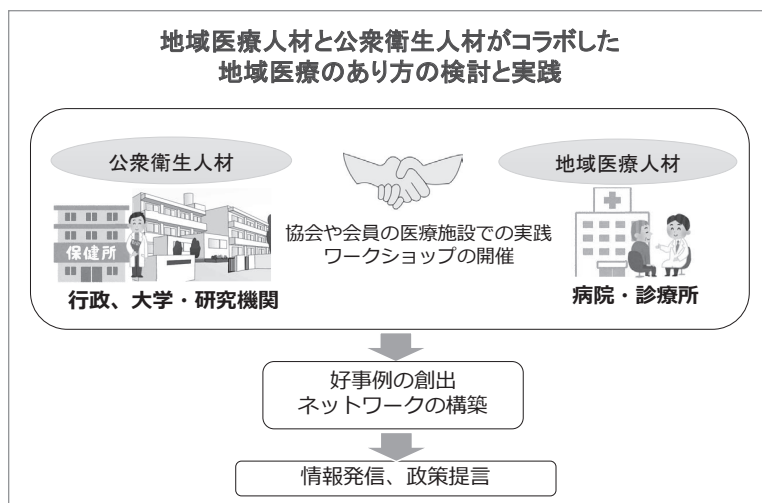 地域医療人材と公衆衛生人材がコラボした
地域医療のあり方の検討と実践
公衆衛生人材
地域医療人材
保健所
協会や会員の医療施設での実践
ワークショップの開催
行政、大学・研究機関
病院・診療所
好事例の創出
ネットワークの構築
情報発信、政策提言